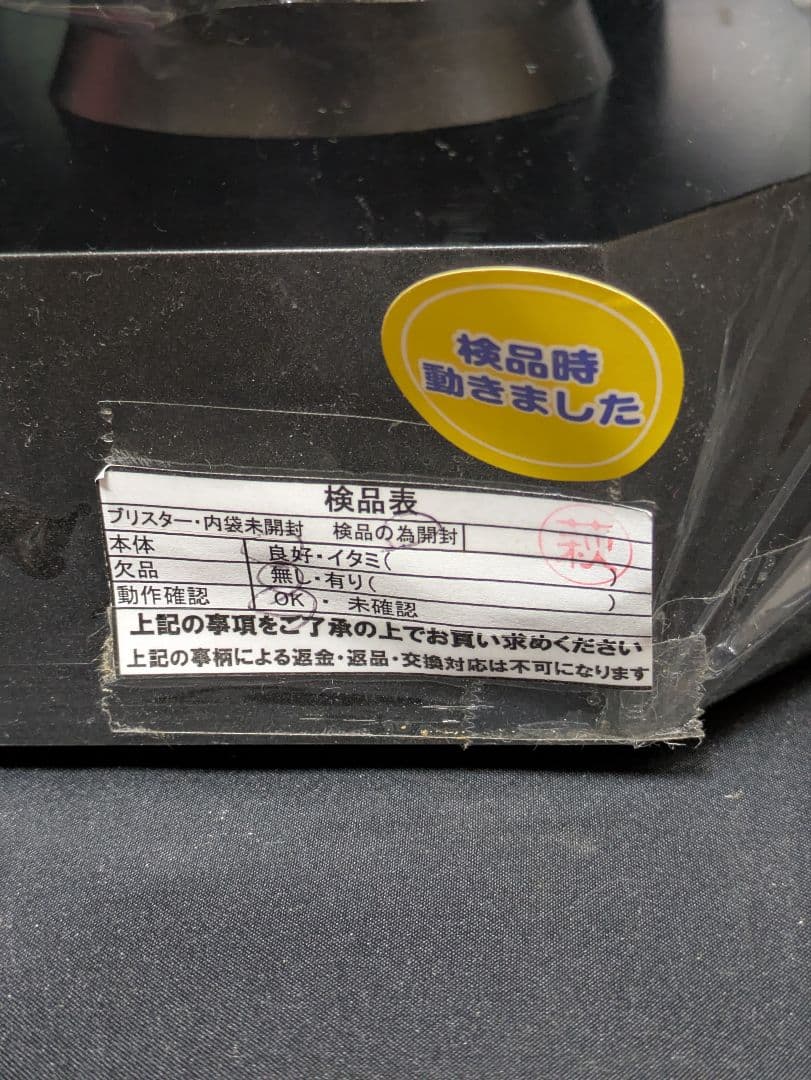 検品時
動きました
検品表
ブリスター・内袋未開封 検品の為開封
萩
本体 良好・イタミ( )
欠品 無し・有り( )
動作確認 OK・未確認
上記の事項をご了承の上でお買い求めください
上記の事柄による返金・返品・交換対応は不可になります